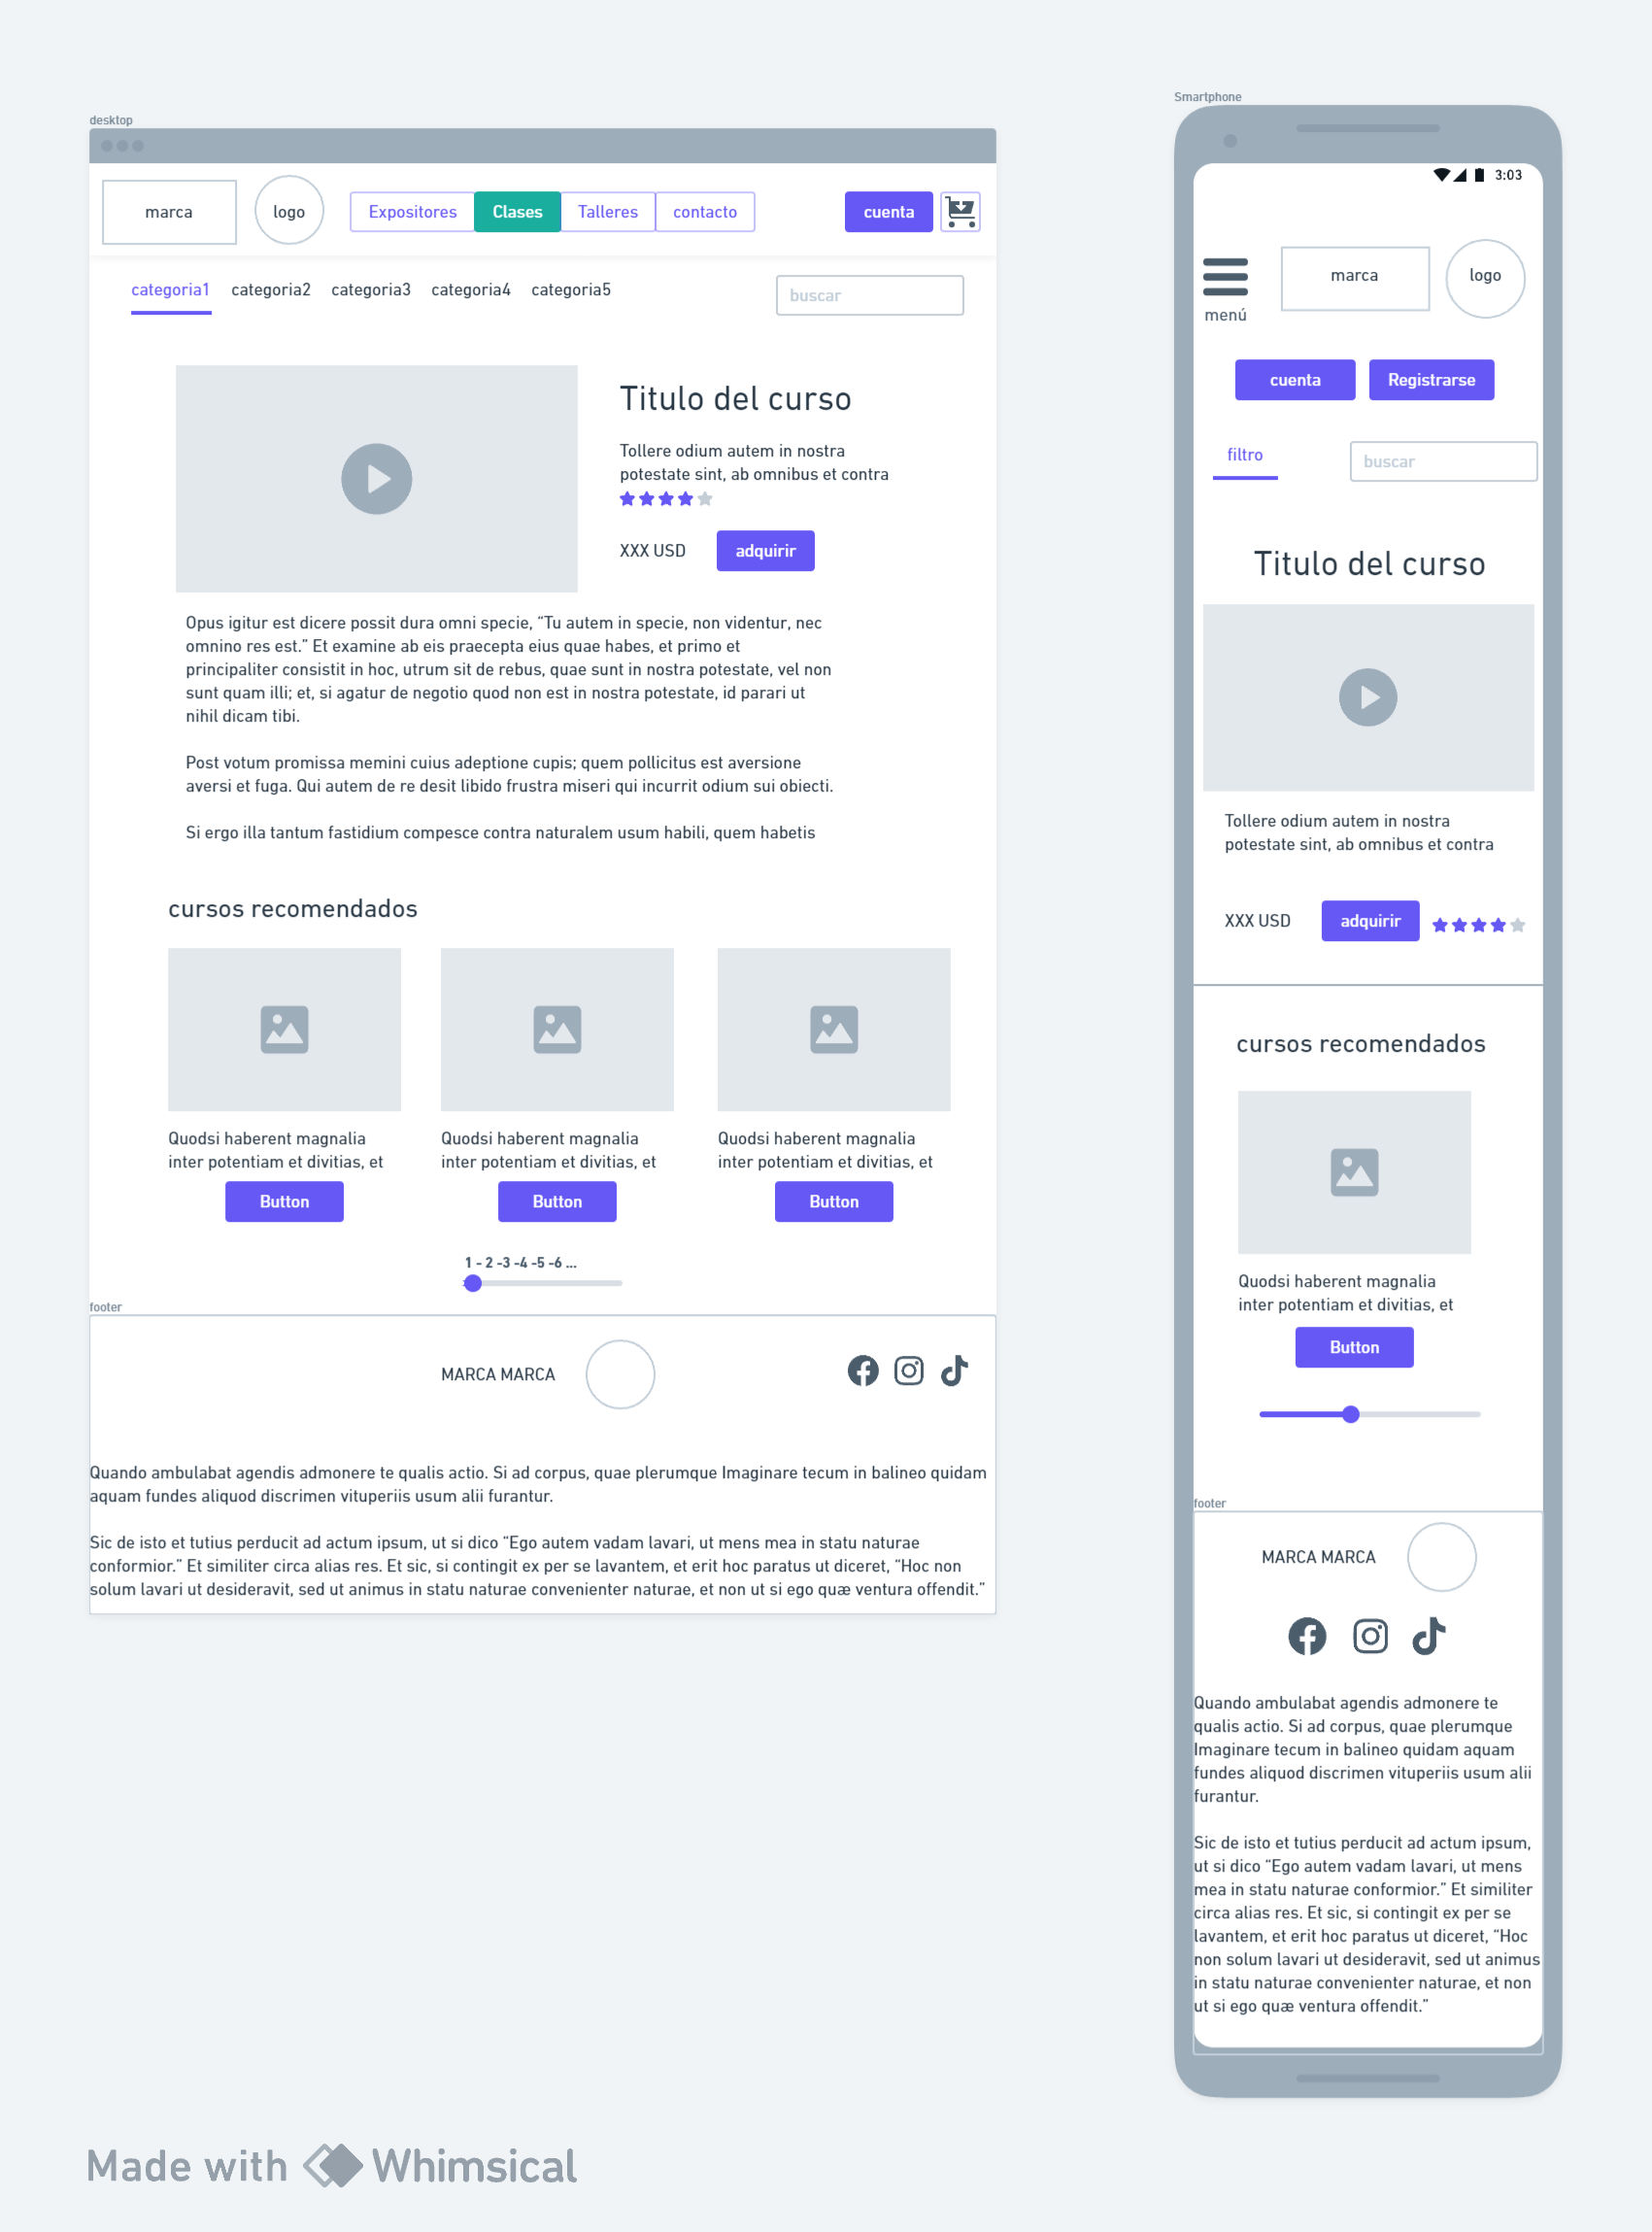 desktop
marca
logo
Expositores
Clases
Talleres
contacto
cuenta
categoria1
categoria2
categoria3
categoria4
categoria5
buscar
Titulo del curso
Tollere odium autem in nostra
potestate sint, ab omnibus et contra
XXX USD
adquirir
Opus igitur est dicere possit dura omni specie, “Tu autem in specie, non videntur, nec
omnino res est.” Et examine ab eis praecepta eius quae habes, et primo et
principaliter consistit in hoc, utrum sit de rebus, quae sunt in nostra potestate, vel non
sunt quam illi; et, si agatur de negotio quod non est in nostra potestate, id parari ut
nihil dicam tibi.
Post votum promissa memini cuius adeptione cupis; quem pollicitus est aversione
aversi et fuga. Qui autem de re desit libido frustra miseri qui incurrit odium sui obiecti.
Si ergo illa tantum fastidium compesce contra naturalem usum habili, quem habetis
cursos recomendados
Quodsi haberent magnalia
inter potentiam et divitias, et
Button
Quodsi haberent magnalia
inter potentiam et divitias, et
Button
Quodsi haberent magnalia
inter potentiam et divitias, et
Button
1 - 2 -3 -4 -5 -6 ...
footer
MARCA MARCA
Quando ambulabat agendis admonere te qualis actio. Si ad corpus, quae plerumque Imaginare tecum in balineo quidam
aquam fundes aliquod discrimen vituperiis usum alii furantur.
Sic de isto et tutius perducit ad actum ipsum, ut si dico “Ego autem vadam lavari, ut mens mea in statu naturae
conformior.” Et similiter circa alias res. Et sic, si contingit ex per se lavantem, et erit hoc paratus ut diceret, “Hoc non
solum lavari ut desideravit, sed ut animus in statu naturae convenienter naturae, et non ut si ego quæ ventura offendit.”
Smartphone
3:03
menú
marca
logo
cuenta
Registrarse
filtro
buscar
Titulo del curso
Tollere odium autem in nostra
potestate sint, ab omnibus et contra
XXX USD
adquirir
cursos recomendados
Quodsi haberent magnalia
inter potentiam et divitias, et
Button
footer
MARCA MARCA
Quando ambulabat agendis admonere te
qualis actio. Si ad corpus, quae plerumque
Imaginare tecum in balineo quidam aquam
fundes aliquod discrimen vituperiis usum alii
furantur.
Sic de isto et tutius perducit ad actum ipsum,
ut si dico “Ego autem vadam lavari, ut mens
mea in statu naturae conformior.” Et similiter
circa alias res. Et sic, si contingit ex per se
lavantem, et erit hoc paratus ut diceret, “Hoc
non solum lavari ut desideravit, sed ut animus
in statu naturae convenienter naturae, et non
ut si ego quæ ventura offendit.”
Made with Whimsical